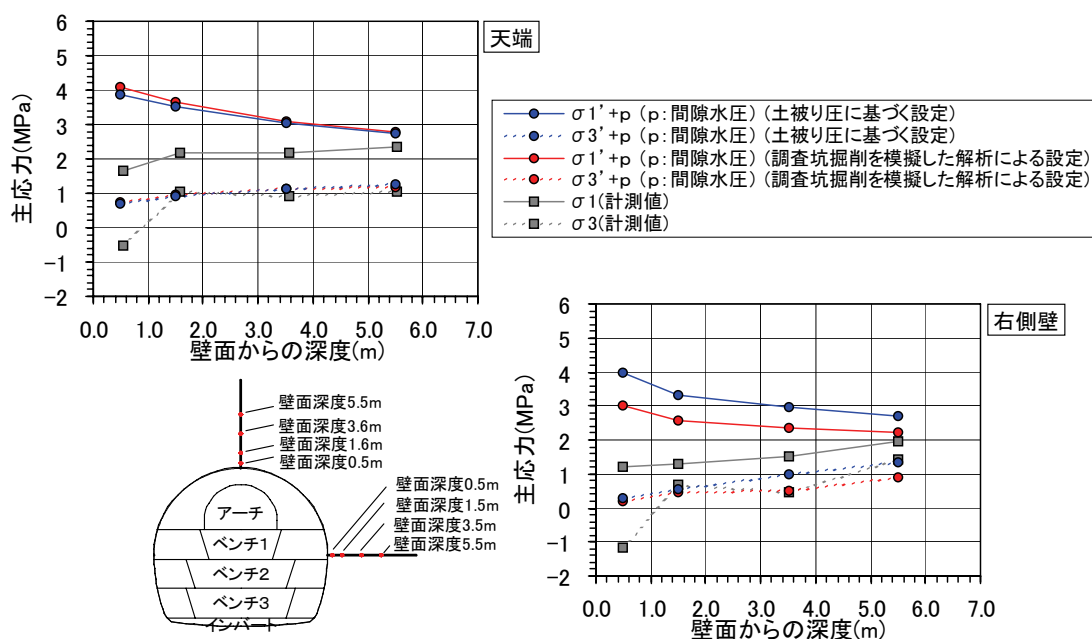 天端
主応力(MPa)
6
5
4
3
2
1
0
−1
−2
0.0 1.0 2.0 3.0 4.0 5.0 6.0 7.0
壁面からの深度(m)
σ1'+p (p:間隙水圧) (土被り圧に基づく設定)
σ3'+p (p:間隙水圧) (土被り圧に基づく設定)
σ1'+p (p:間隙水圧) (調査坑掘削を模擬した解析による設定)
σ3'+p (p:間隙水圧) (調査坑掘削を模擬した解析による設定)
σ1(計測値)
σ3(計測値)
壁面深度5.5m
壁面深度3.6m
壁面深度1.6m
壁面深度0.5m
壁面深度0.5m
壁面深度1.5m
壁面深度3.5m
壁面深度5.5m
アーチ
ベンチ1
ベンチ2
ベンチ3
インバート
右側壁
主応力(MPa)
6
5
4
3
2
1
0
−1
−2
0.0 1.0 2.0 3.0 4.0 5.0 6.0 7.0
壁面からの深度(m)